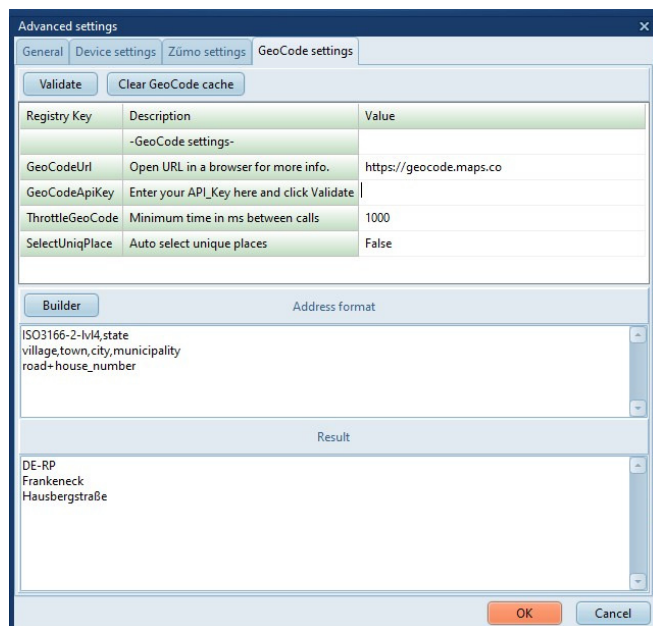 Advanced settings
General Device settings Zūmo settings GeoCode settings
Validate Clear GeoCode cache
Registry Key Description Value
-GeoCode settings-
GeoCodeUrl Open URL in a browser for more info. https://geocode.maps.co
GeoCodeApiKey Enter your API_Key here and click Validate
ThrottleGeoCode Minimum time in ms between calls 1000
SelectUniqPlace Auto select unique places False
Builder Address format
ISO3166-2-lvl4,state
village,town,city,municipality
road+house_number
Result
DE-RP
Frankeneck
Hausbergstraße
OK Cancel